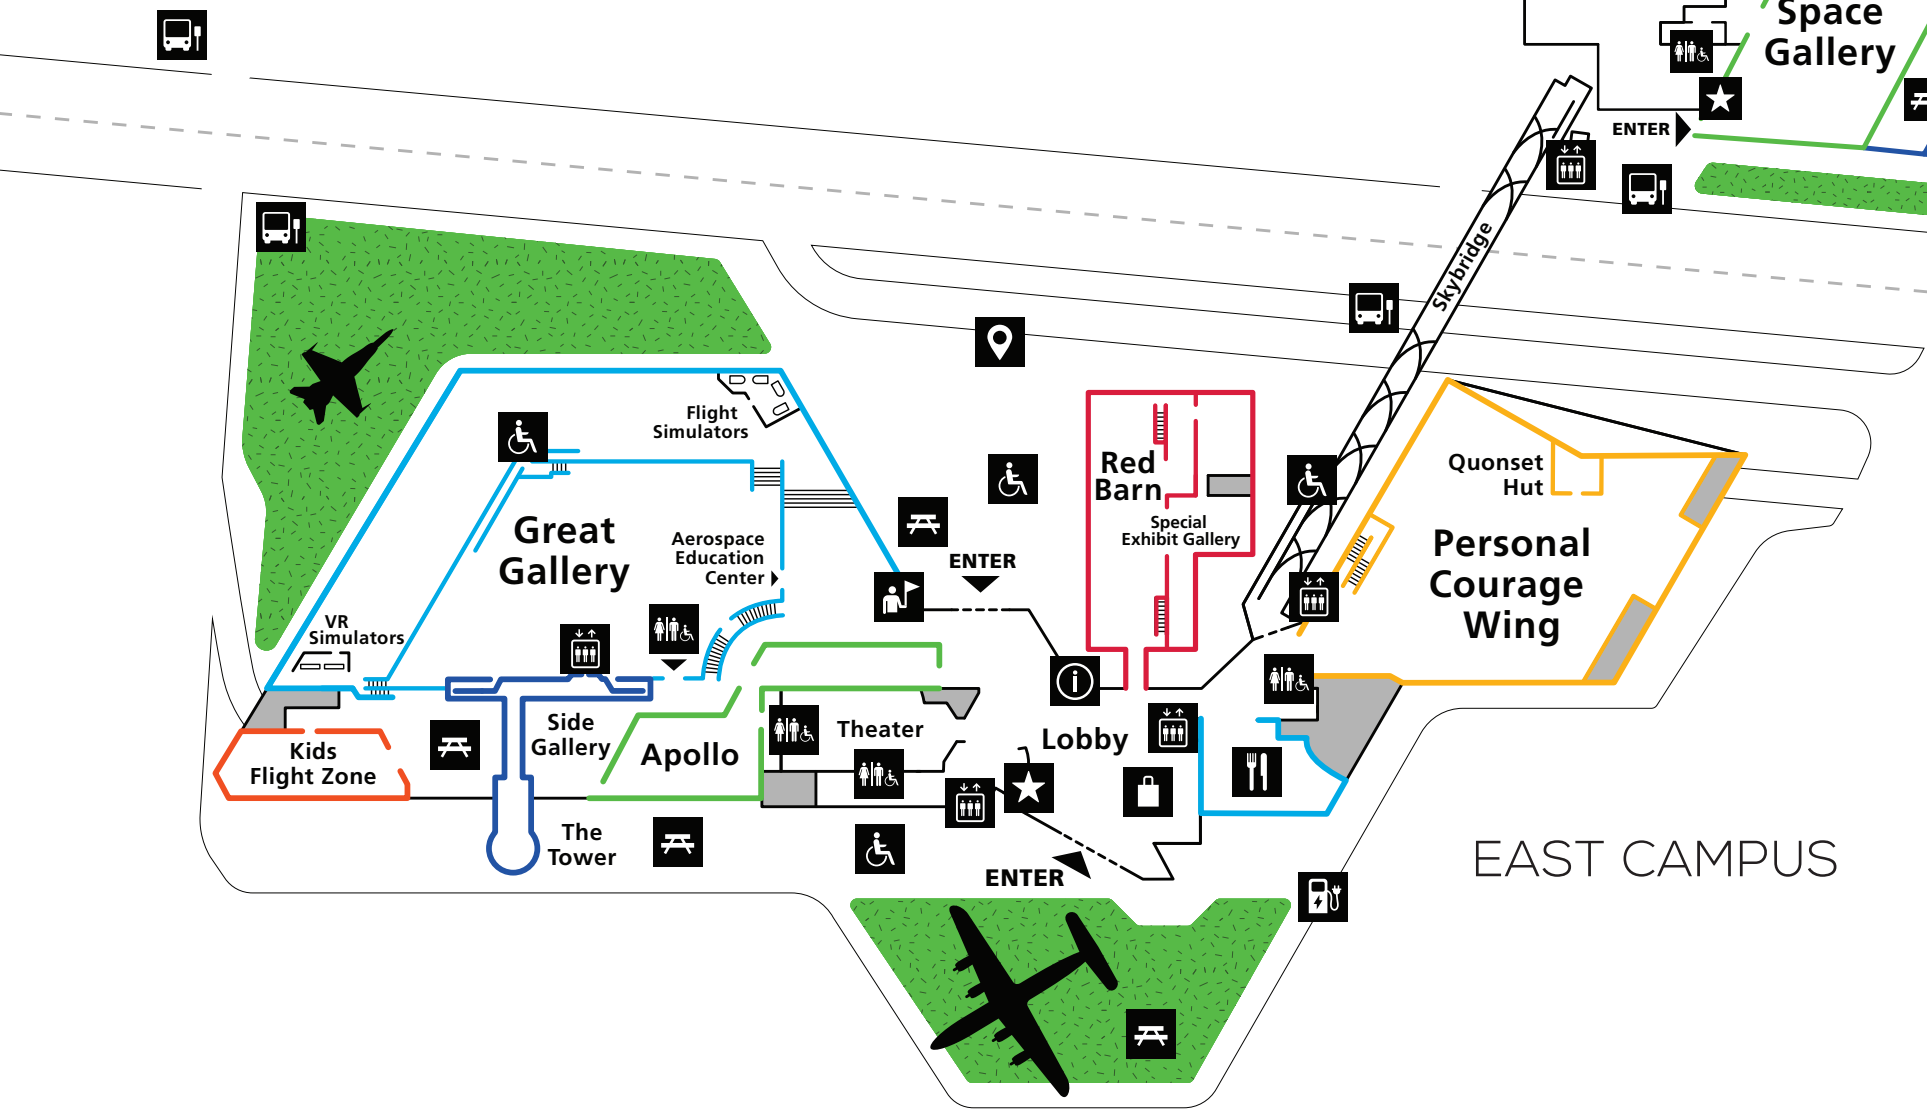 Space
Gallery
ENTER
Skybridge
Flight
Simulators
Great
Gallery
Aerospace
Education
Center
VR
Simulators
ENTER
Red
Barn
Special
Exhibit Gallery
Quonset
Hut
Personal
Courage
Wing
Kids
Flight Zone
Side
Gallery
Apollo
Theater
Lobby
i
The
Tower
ENTER
EAST CAMPUS